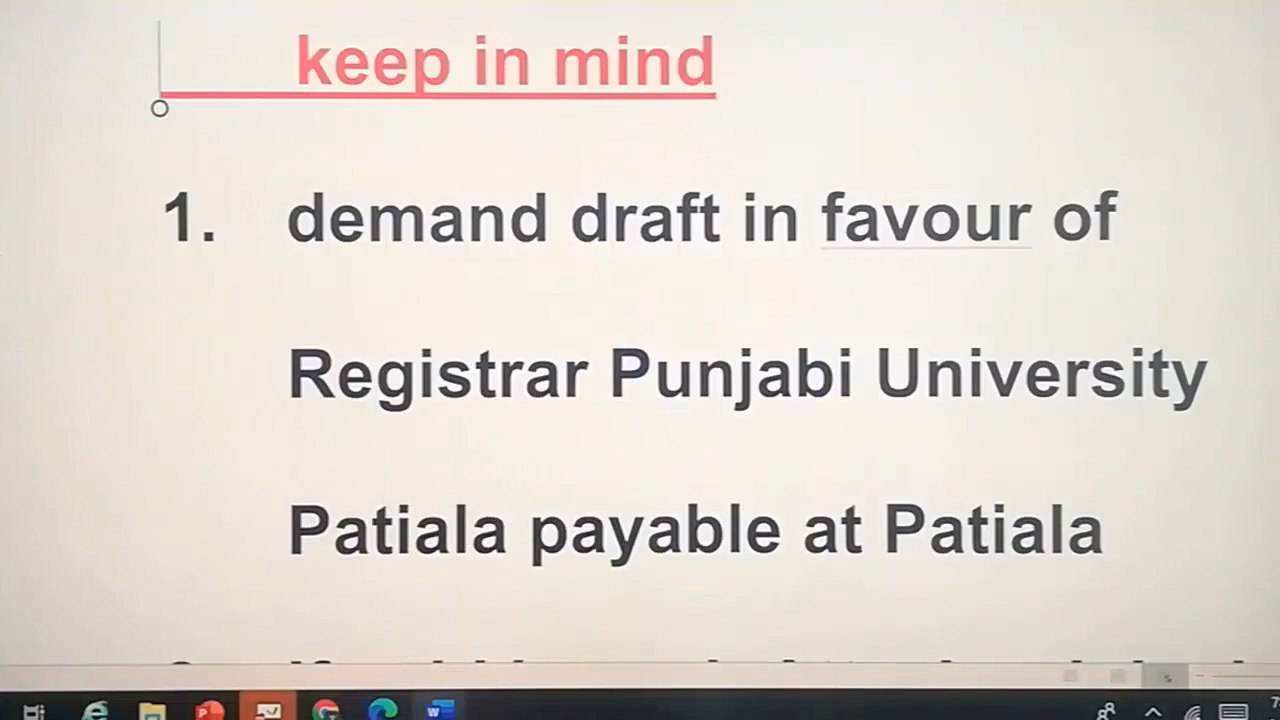 keep in mind
1. demand draft in favour of
Registrar Punjabi University
Patiala payable at Patiala